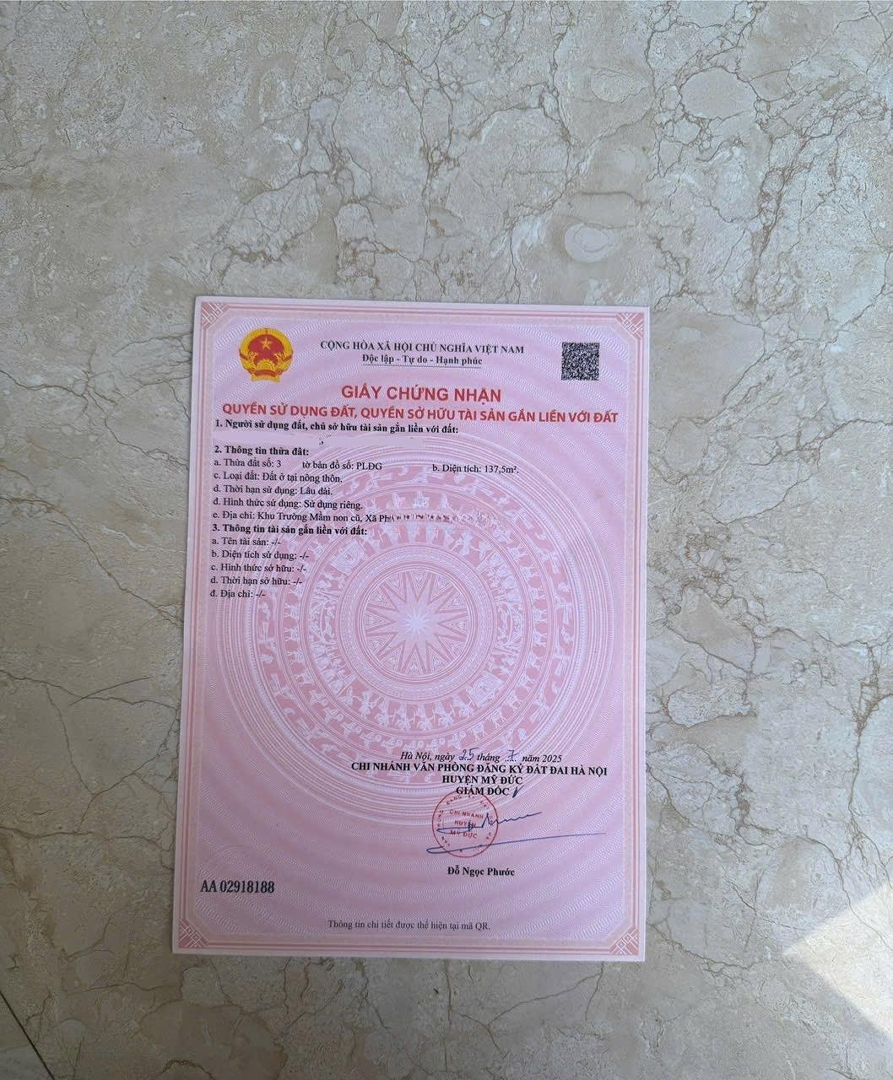 CỘNG HÒA XÃ HỘI CHỦ NGHĨA VIỆT NAM
Độc lập - Tự do - Hạnh phúc
GIẤY CHỨNG NHẬN
QUYỀN SỬ DỤNG ĐẤT, QUYỀN SỞ HỮU TÀI SẢN GẮN LIỀN VỚI ĐẤT
1. Người sử dụng đất, chủ sở hữu tài sản gắn liền với đất:
2. Thông tin thửa đất:
a. Thửa đất số: 3 tờ bản đồ số: PLĐG b. Diện tích: 137,5m².
c. Loại đất: Đất ở tại nông thôn.
d. Thời hạn sử dụng: Lâu dài.
đ. Hình thức sử dụng: Sử dụng riêng.
e. Địa chỉ: Khu Trường Mầm non cũ, Xã
3. Thông tin tài sản gắn liền với đất:
a. Tên tài sản: -/-
b. Diện tích sử dụng: -/-
c. Hình thức sở hữu: -/-
d. Thời hạn sở hữu: -/-
đ. Địa chỉ: -/-
Hà Nội, ngày 25 tháng 7 năm 2025
CHI NHÁNH VĂN PHÒNG ĐĂNG KÝ ĐẤT ĐAI HÀ NỘI
HUYỆN MỸ ĐỨC
GIÁM ĐỐC
CHI NHÁNH
HUYỆN
MỸ ĐỨC
Đỗ Ngọc Phước
AA 02918188
Thông tin chi tiết được thể hiện tại mã QR.